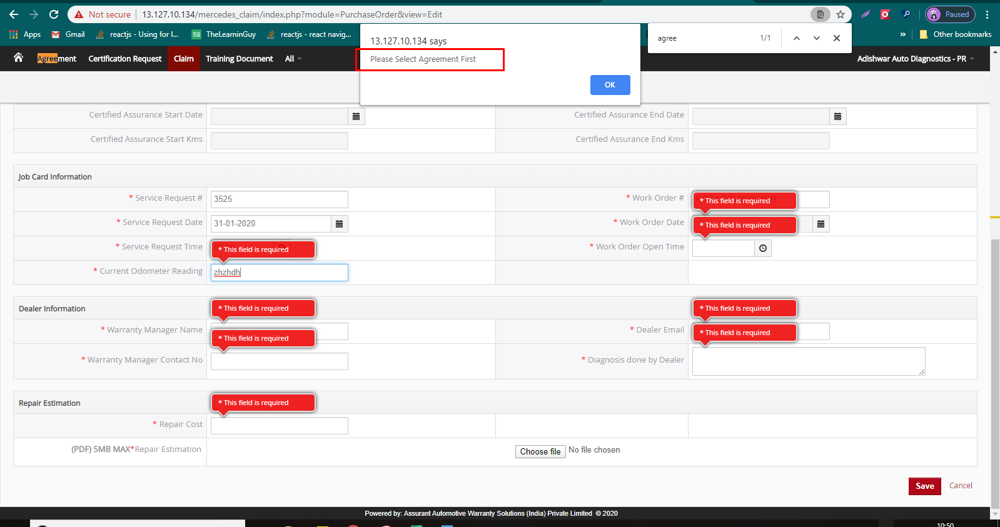 Not secure 13.127.10.134/mercedes_claim/index.php?module=PurchaseOrder&view=Edit Paused
Apps Gmail reactjs - Using for l... TLG TheLearnGuy reactjs - react navig... » Other bookmarks
13.127.10.134 says
Please Select Agreement First
OK
agree 1/1
Agreement Certification Request Claim Training Document All Adishwar Auto Diagnostics - PR
Certified Assurance Start Date Certified Assurance End Date
Certified Assurance Start Kms Certified Assurance End Kms
Job Card Information
* Service Request # 3525 * Work Order # * This field is required
* Service Request Date 31-01-2020 * Work Order Date * This field is required
* Service Request Time * This field is required * Work Order Open Time
* Current Odometer Reading zhzhdh
Dealer Information * This field is required * This field is required
* Warranty Manager Name * Dealer Email * This field is required
* This field is required
* Warranty Manager Contact No * Diagnosis done by Dealer
Repair Estimation * This field is required
* Repair Cost
(PDF) 5MB MAX*Repair Estimation Choose file No file chosen
Save Cancel
Powered by: Assurant Automotive Warranty Solutions (India) Private Limited © 2020
10:50